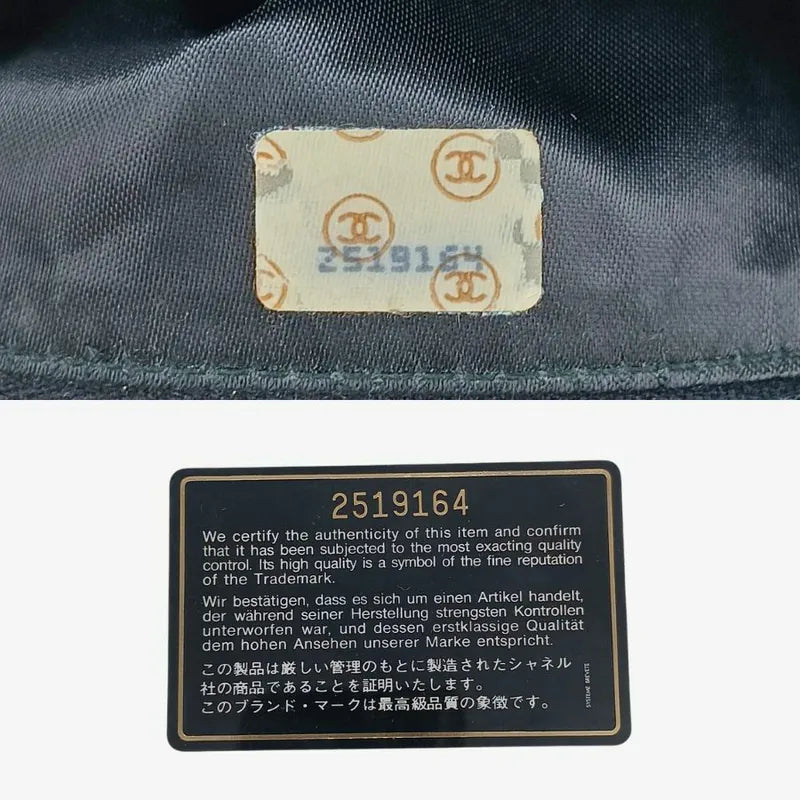 2519164
2519164
We certify the authenticity of this item and confirm
that it has been subjected to the most exacting quality
control. Its high quality is a symbol of the fine reputation
of the Trademark.
Wir bestätigen, dass es sich um einen Artikel handelt,
der während seiner Herstellung strengsten Kontrollen
unterworfen war, und dessen erstklassige Qualität
dem hohen Ansehen unserer Marke entspricht.
この製品は厳しい管理のもとに製造されたシャネル
社の商品であることを証明いたします。
このブランド・マークは最高級品質の象徴です。